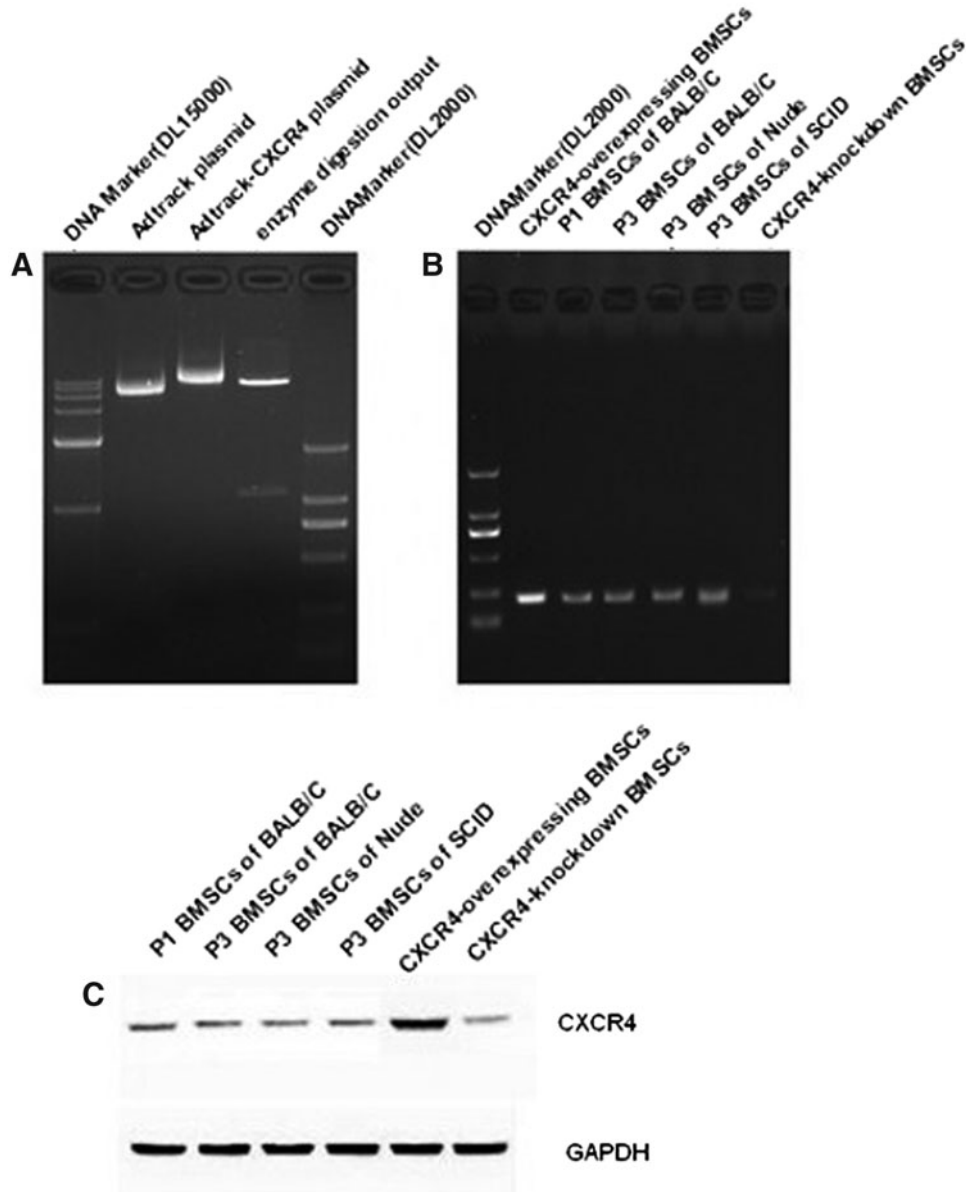 A
DNA Marker(DL15000)
Adtrack plasmid
Adtrack-CXCR4 plasmid
enzyme digestion output
DNAMarker(DL2000)
B
DNAMarker(DL2000)
CXCR4-overexpressing BMSCs
P1 BMSCs of BALB/C
P3 BMSCs of BALB/C
P3 BMSCs of Nude
P3 BMSCs of SCID
CXCR4-knockdown BMSCs
C
P1 BMSCs of BALB/C
P3 BMSCs of BALB/C
P3 BMSCs of Nude
P3 BMSCs of SCID
CXCR4-overexpressing BMSCs
CXCR4-knockdown BMSCs
CXCR4
GAPDH